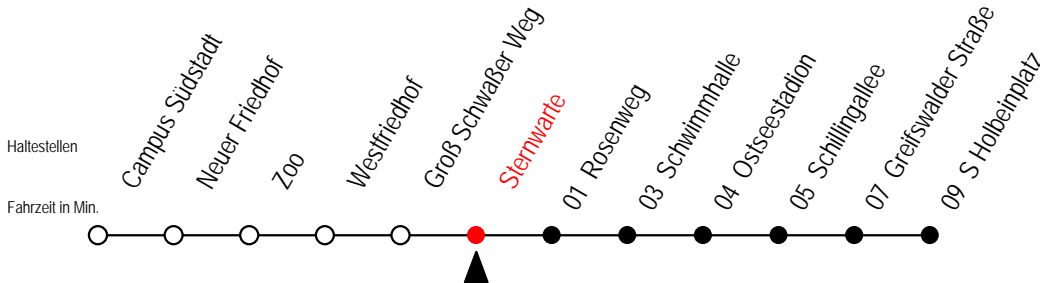 Haltestellen
Fahrzeit in Min.
Campus Südstadt
Neuer Friedhof
Zoo
Westfriedhof
Groß Schwaßer Weg
Sternwarte
01 Rosenweg
03 Schwimmhalle
04 Ostseestadion
05 Schillingallee
07 Greifswalder Straße
09 S Holbeinplatz